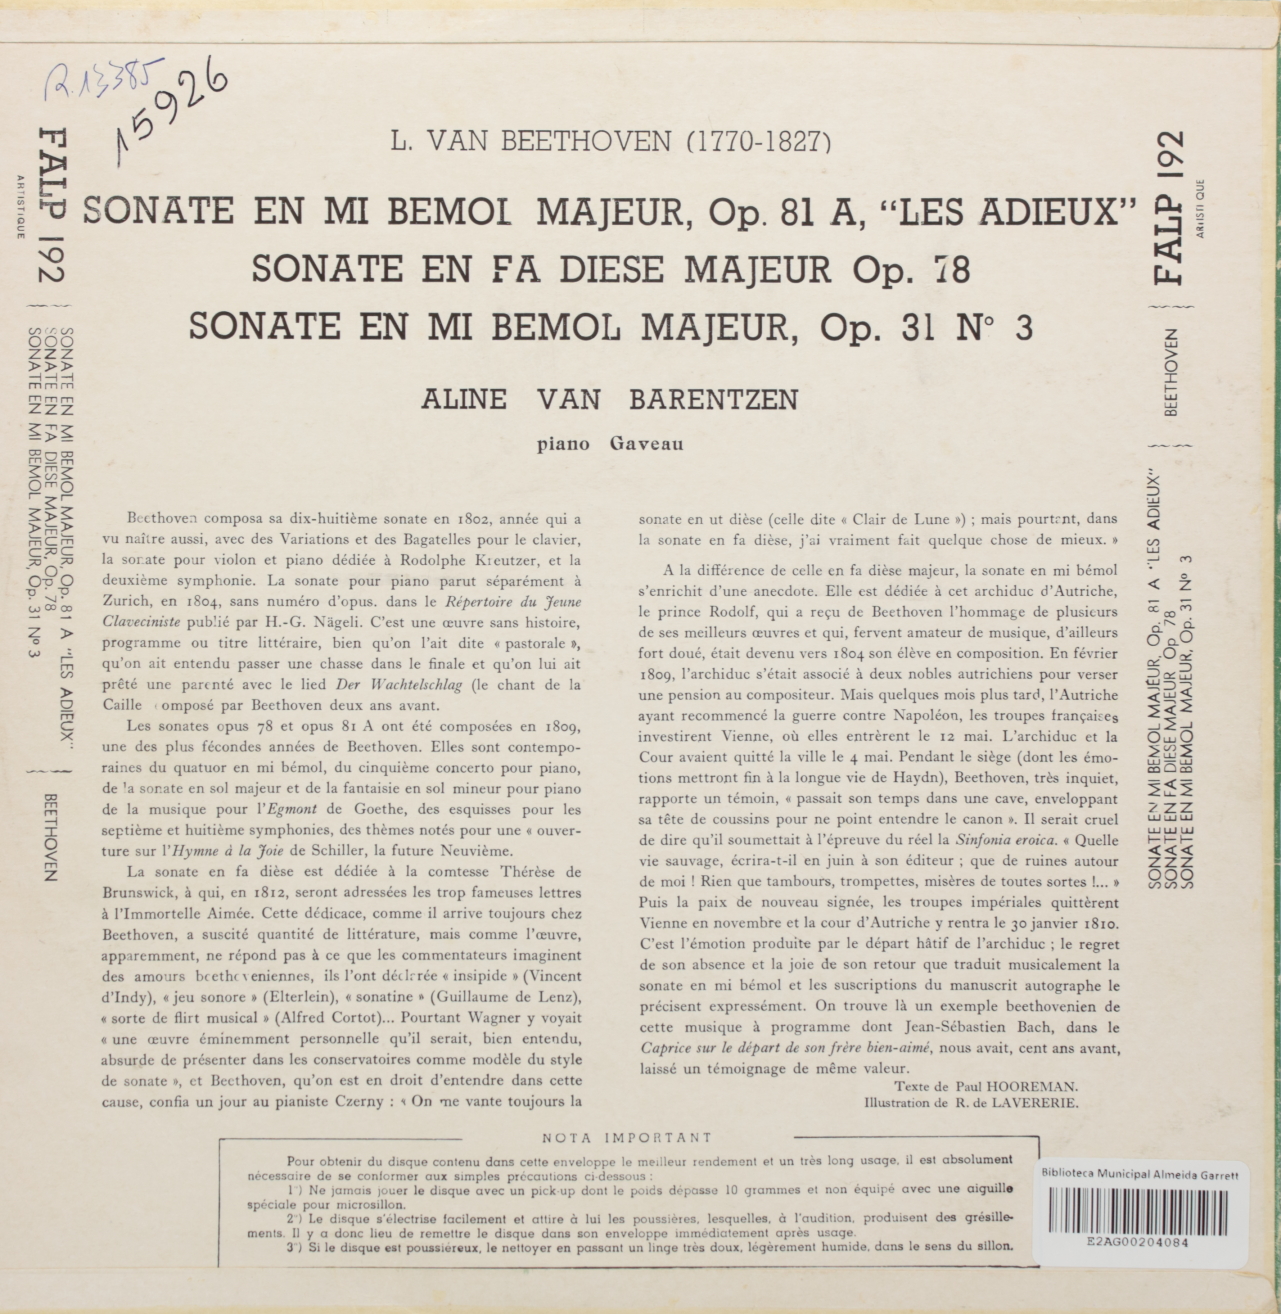 R.13385
15926
L. VAN BEETHOVEN (1770-1827)
SONATE EN MI BEMOL MAJEUR, Op. 81 A, “LES ADIEUX”
SONATE EN FA DIESE MAJEUR Op. 78
SONATE EN MI BEMOL MAJEUR, Op. 31 N° 3
ALINE VAN BARENTZEN
piano Gaveau
FALP 192
ARTISTIQUE
SONATE EN MI BEMOL MAJEUR, Op. 81 A "LES ADIEUX"
SONATE EN FA DIESE MAJEUR, Op. 78
SONATE EN MI BEMOL MAJEUR, Op. 31 Nº 3
BEETHOVEN
Beethoven composa sa dix-huitième sonate en 1802, année qui a
vu naître aussi, avec des Variations et des Bagatelles pour le clavier,
la sonate pour violon et piano dédiée à Rodolphe Kreutzer, et la
deuxième symphonie. La sonate pour piano parut séparément à
Zurich, en 1804, sans numéro d'opus. dans le Répertoire du Jeune
Claveciniste publié par H.-G. Nägeli. C'est une œuvre sans histoire,
programme ou titre littéraire, bien qu'on l'ait dite « pastorale »,
qu'on ait entendu passer une chasse dans le finale et qu'on lui ait
prêté une parenté avec le lied Der Wachtelschlag (le chant de la
Caille composé par Beethoven deux ans avant.
Les sonates opus 78 et opus 81 A ont été composées en 1809,
une des plus fécondes années de Beethoven. Elles sont contempo-
raines du quatuor en mi bémol, du cinquième concerto pour piano,
de la sonate en sol majeur et de la fantaisie en sol mineur pour piano
de la musique pour l'Egmont de Goethe, des esquisses pour les
septième et huitième symphonies, des thèmes notés pour une « ouver-
ture sur l'Hymne à la Joie de Schiller, la future Neuvième.
La sonate en fa dièse est dédiée à la comtesse Thérèse de
Brunswick, à qui, en 1812, seront adressées les trop fameuses lettres
à l'Immortelle Aimée. Cette dédicace, comme il arrive toujours chez
Beethoven, a suscité quantité de littérature, mais comme l'œuvre,
apparemment, ne répond pas à ce que les commentateurs imaginent
des amours beethoveniennes, ils l'ont déclarée « insipide » (Vincent
d'Indy), « jeu sonore » (Elterlein), « sonatine » (Guillaume de Lenz),
« sorte de flirt musical » (Alfred Cortot)... Pourtant Wagner y voyait
« une œuvre éminemment personnelle qu'il serait, bien entendu,
absurde de présenter dans les conservatoires comme modèle du style
de sonate », et Beethoven, qu'on est en droit d'entendre dans cette
cause, confia un jour au pianiste Czerny : « On me vante toujours la
sonate en ut dièse (celle dite « Clair de Lune ») ; mais pourtant, dans
la sonate en fa dièse, j'ai vraiment fait quelque chose de mieux. »
A la différence de celle en fa dièse majeur, la sonate en mi bémol
s'enrichit d'une anecdote. Elle est dédiée à cet archiduc d'Autriche,
le prince Rodolf, qui a reçu de Beethoven l'hommage de plusieurs
de ses meilleurs œuvres et qui, fervent amateur de musique, d'ailleurs
fort doué, était devenu vers 1804 son élève en composition. En février
1809, l'archiduc s'était associé à deux nobles autrichiens pour verser
une pension au compositeur. Mais quelques mois plus tard, l'Autriche
ayant recommencé la guerre contre Napoléon, les troupes françaises
investirent Vienne, où elles entrèrent le 12 mai. L'archiduc et la
Cour avaient quitté la ville le 4 mai. Pendant le siège (dont les émo-
tions mettront fin à la longue vie de Haydn), Beethoven, très inquiet,
rapporte un témoin, « passait son temps dans une cave, enveloppant
sa tête de coussins pour ne point entendre le canon ». Il serait cruel
de dire qu'il soumettait à l'épreuve du réel la Sinfonia eroica. « Quelle
vie sauvage, écrira-t-il en juin à son éditeur ; que de ruines autour
de moi ! Rien que tambours, trompettes, misères de toutes sortes !... »
Puis la paix de nouveau signée, les troupes impériales quittèrent
Vienne en novembre et la cour d'Autriche y rentra le 30 janvier 1810.
C'est l'émotion produite par le départ hâtif de l'archiduc ; le regret
de son absence et la joie de son retour que traduit musicalement la
sonate en mi bémol et les suscriptions du manuscrit autographe le
précisent expressément. On trouve là un exemple beethovenien de
cette musique à programme dont Jean-Sébastien Bach, dans le
Caprice sur le départ de son frère bien-aimé, nous avait, cent ans avant,
laissé un témoignage de même valeur.
Texte de Paul HOOREMAN.
Illustration de R. de LAVERERIE.
FALP 192
ARTISTIQUE
BEETHOVEN
SONATE EN MI BEMOL MAJEUR, Op. 81 A "LES ADIEUX"
SONATE EN FA DIESE MAJEUR Op 78
SONATE EN MI BEMOL MAJEUR, Op. 31 Nº 3
NOTA IMPORTANT
Pour obtenir du disque contenu dans cette enveloppe le meilleur rendement et un très long usage, il est absolument
nécessaire de se conformer aux simples précautions ci-dessous :
1°) Ne jamais jouer le disque avec un pick-up dont le poids dépasse 10 grammes et non équipé avec une aiguille
spéciale pour microsillon.
2°) Le disque s'électrise facilement et attire à lui les poussières, lesquelles, à l'audition, produisent des grésille-
ments. Il y a donc lieu de remettre le disque dans son enveloppe immédiatement après usage.
3°) Si le disque est poussiéreux, le nettoyer en passant un linge très doux, légèrement humide, dans le sens du sillon.
Biblioteca Municipal Almeida Garrett
E2AG00204084